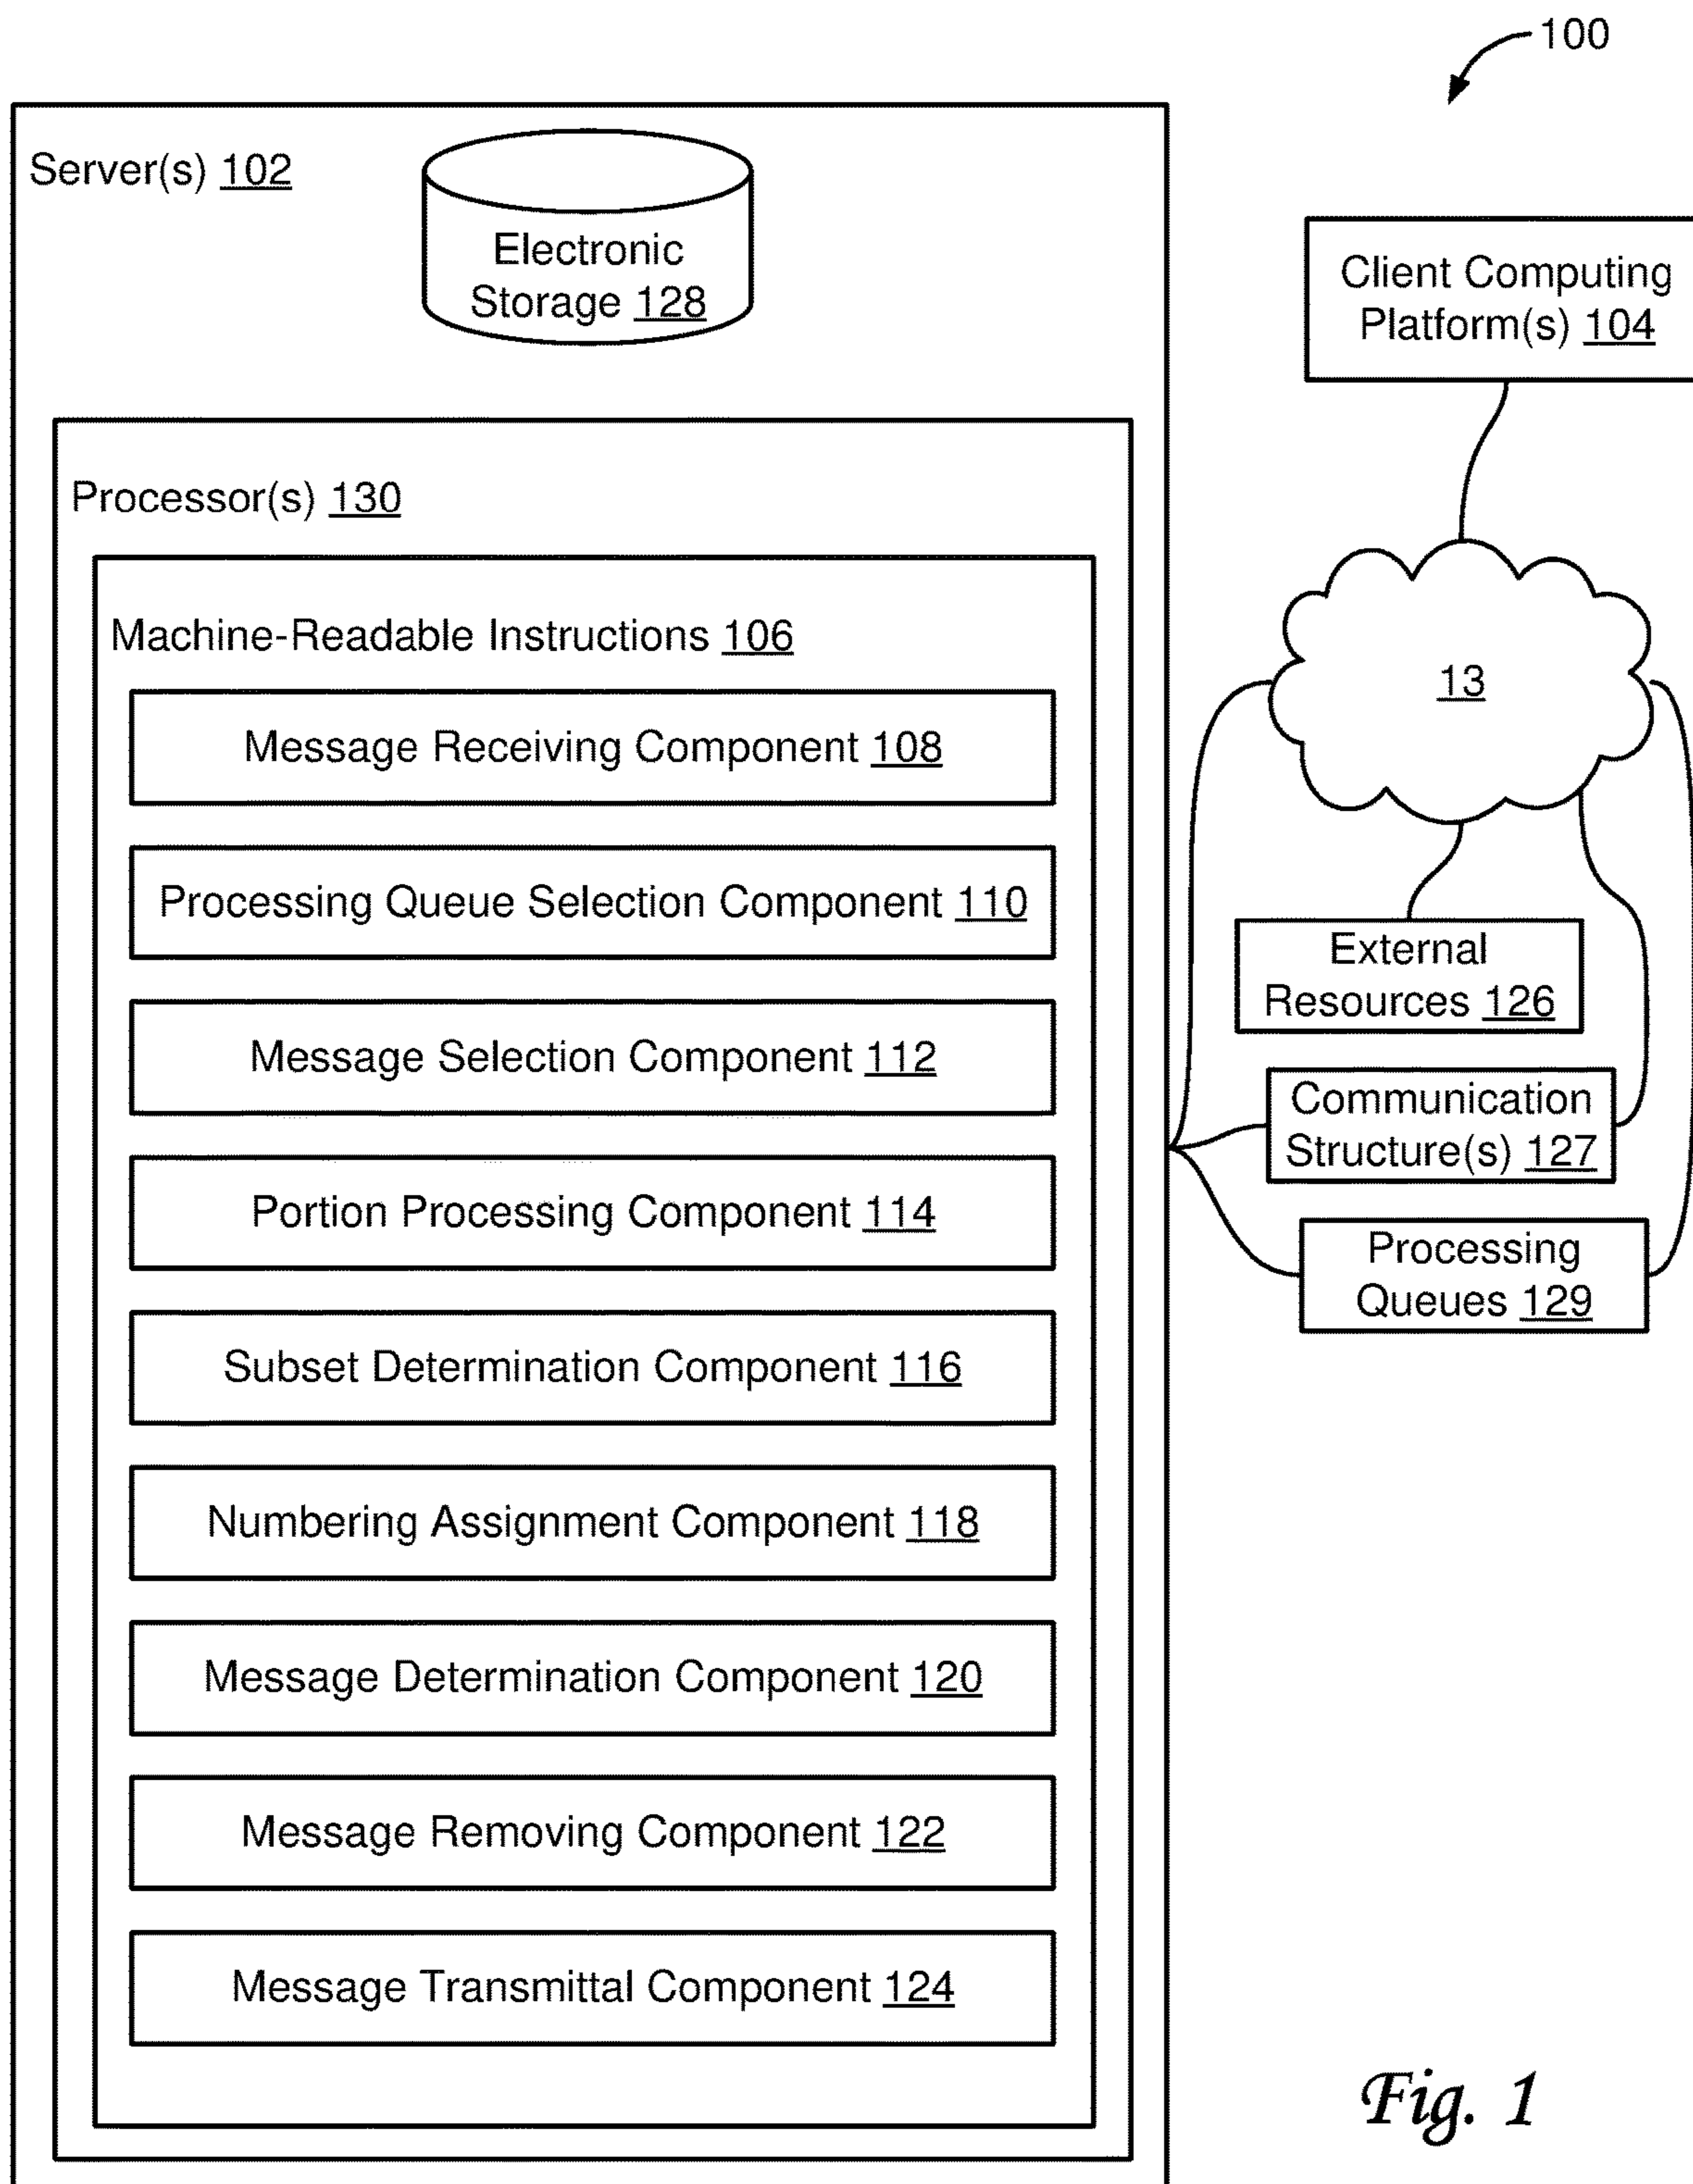 100
Server(s) 102
Electronic
Storage 128
Client Computing
Platform(s) 104
Processor(s) 130
Machine-Readable Instructions 106
13
Message Receiving Component 108
Processing Queue Selection Component 110
External
Resources 126
Message Selection Component 112
Communication
Structure(s) 127
Portion Processing Component 114
Processing
Queues 129
Subset Determination Component 116
Numbering Assignment Component 118
Message Determination Component 120
Message Removing Component 122
Message Transmittal Component 124
Fig. 1